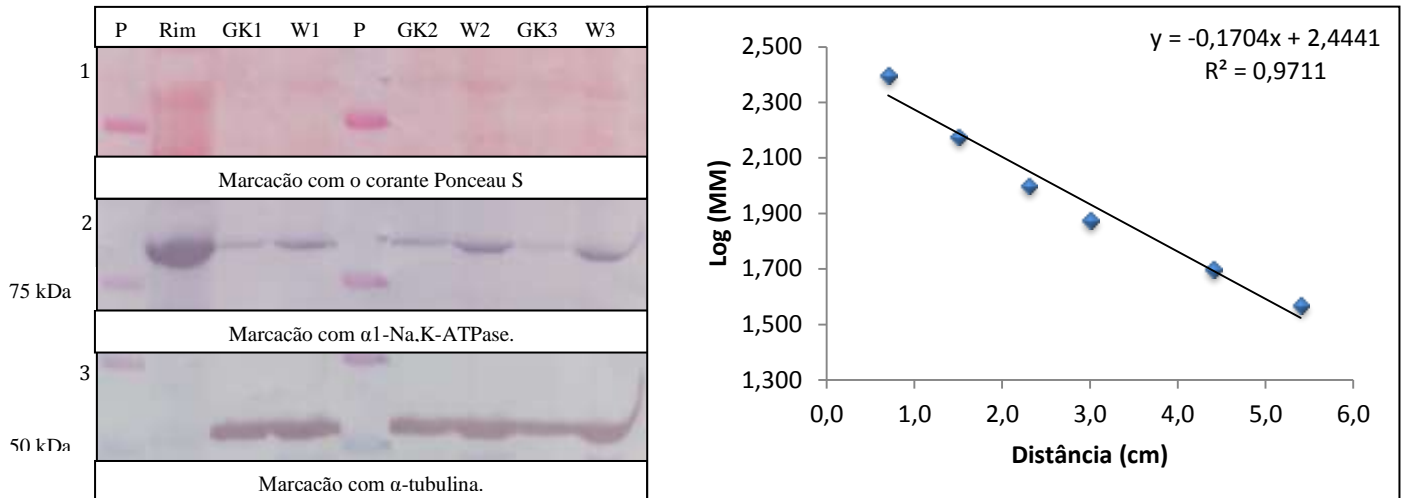 P Rim GK1 W1 P GK2 W2 GK3 W3
1
Marcacão com o corante Ponceau S
2
75 kDa
Marcacão com α1-Na,K-ATPase.
3
50 kDa
Marcacão com α-tubulina.
y = -0,1704x + 2,4441
R² = 0,9711
2,500
2,300
2,100
1,900
1,700
1,500
1,300
Log (MM)
0,0 1,0 2,0 3,0 4,0 5,0 6,0
Distância (cm)